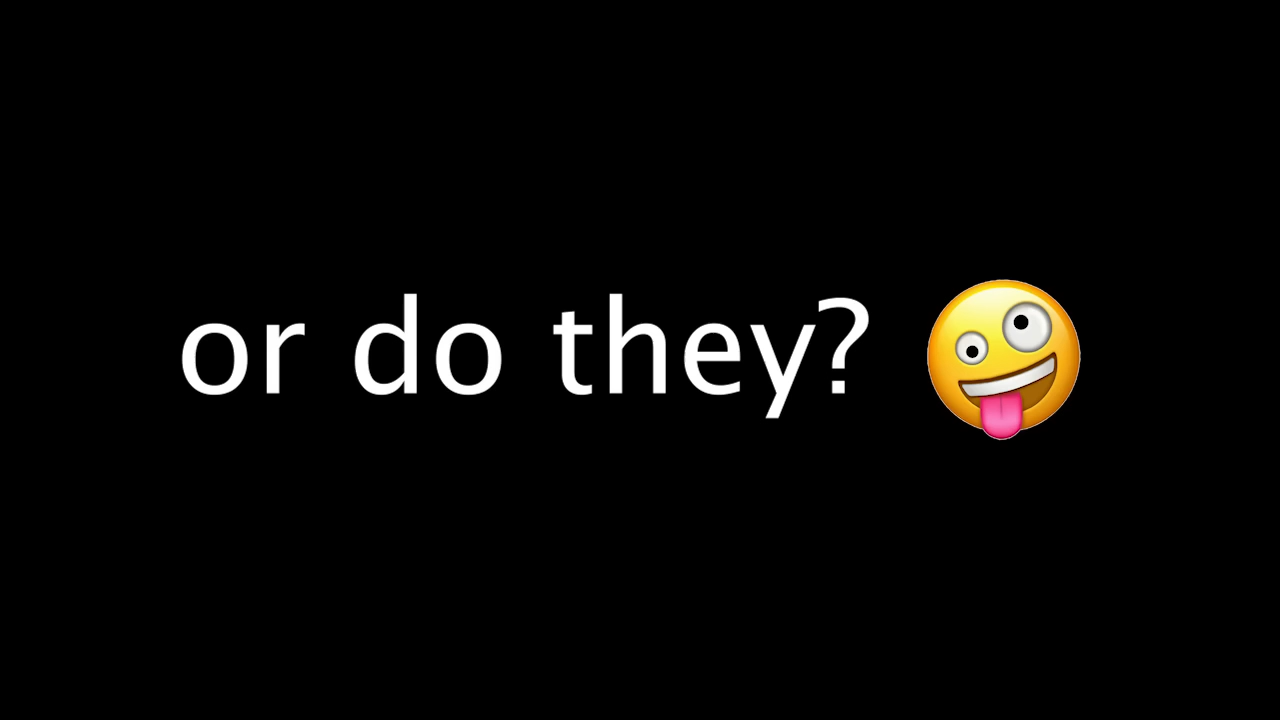 or do they? 🤪